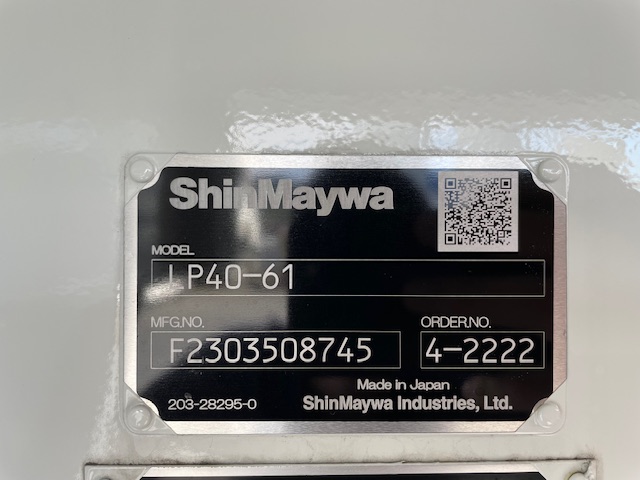 ShinMaywa
MODEL
LP40-61
MFG.NO.
F2303508745
ORDER.NO.
4-2222
Made in Japan
203-28295-0
ShinMaywa Industries, Ltd.